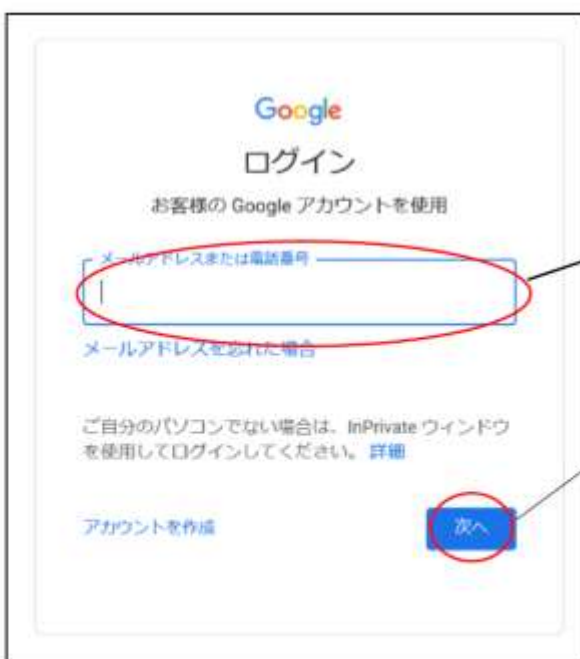 Google
ログイン
お客様の Google アカウントを使用
メールアドレスまたは電話番号
メールアドレスを忘れた場合
ご自分のパソコンでない場合は、InPrivate ウィンドウ
を使用してログインしてください。 詳細
アカウントを作成
次へ